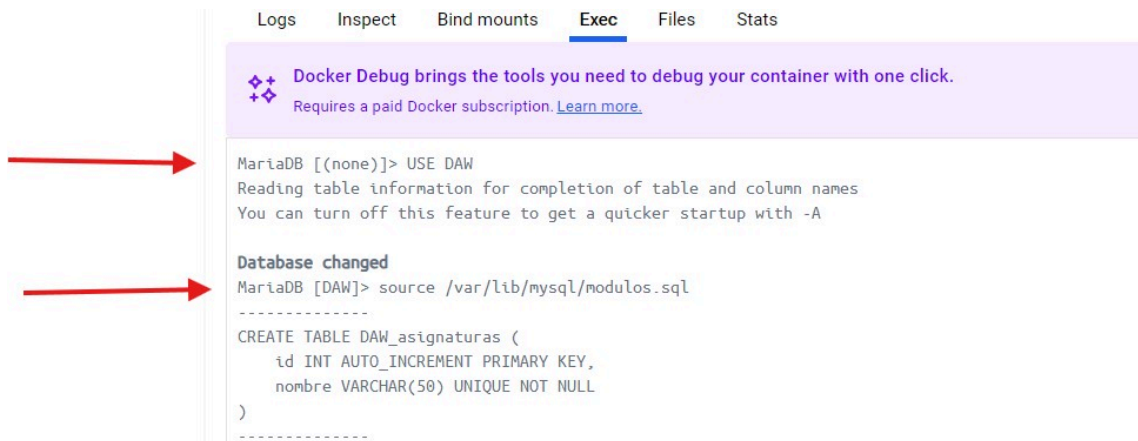 Logs Inspect Bind mounts Exec Files Stats
Docker Debug brings the tools you need to debug your container with one click.
Requires a paid Docker subscription. Learn more.
MariaDB [(none)]> USE DAW
Reading table information for completion of table and column names
You can turn off this feature to get a quicker startup with -A
Database changed
MariaDB [DAW]> source /var/lib/mysql/modulos.sql
--------------
CREATE TABLE DAW_asignaturas (
    id INT AUTO_INCREMENT PRIMARY KEY,
    nombre VARCHAR(50) UNIQUE NOT NULL
)
--------------